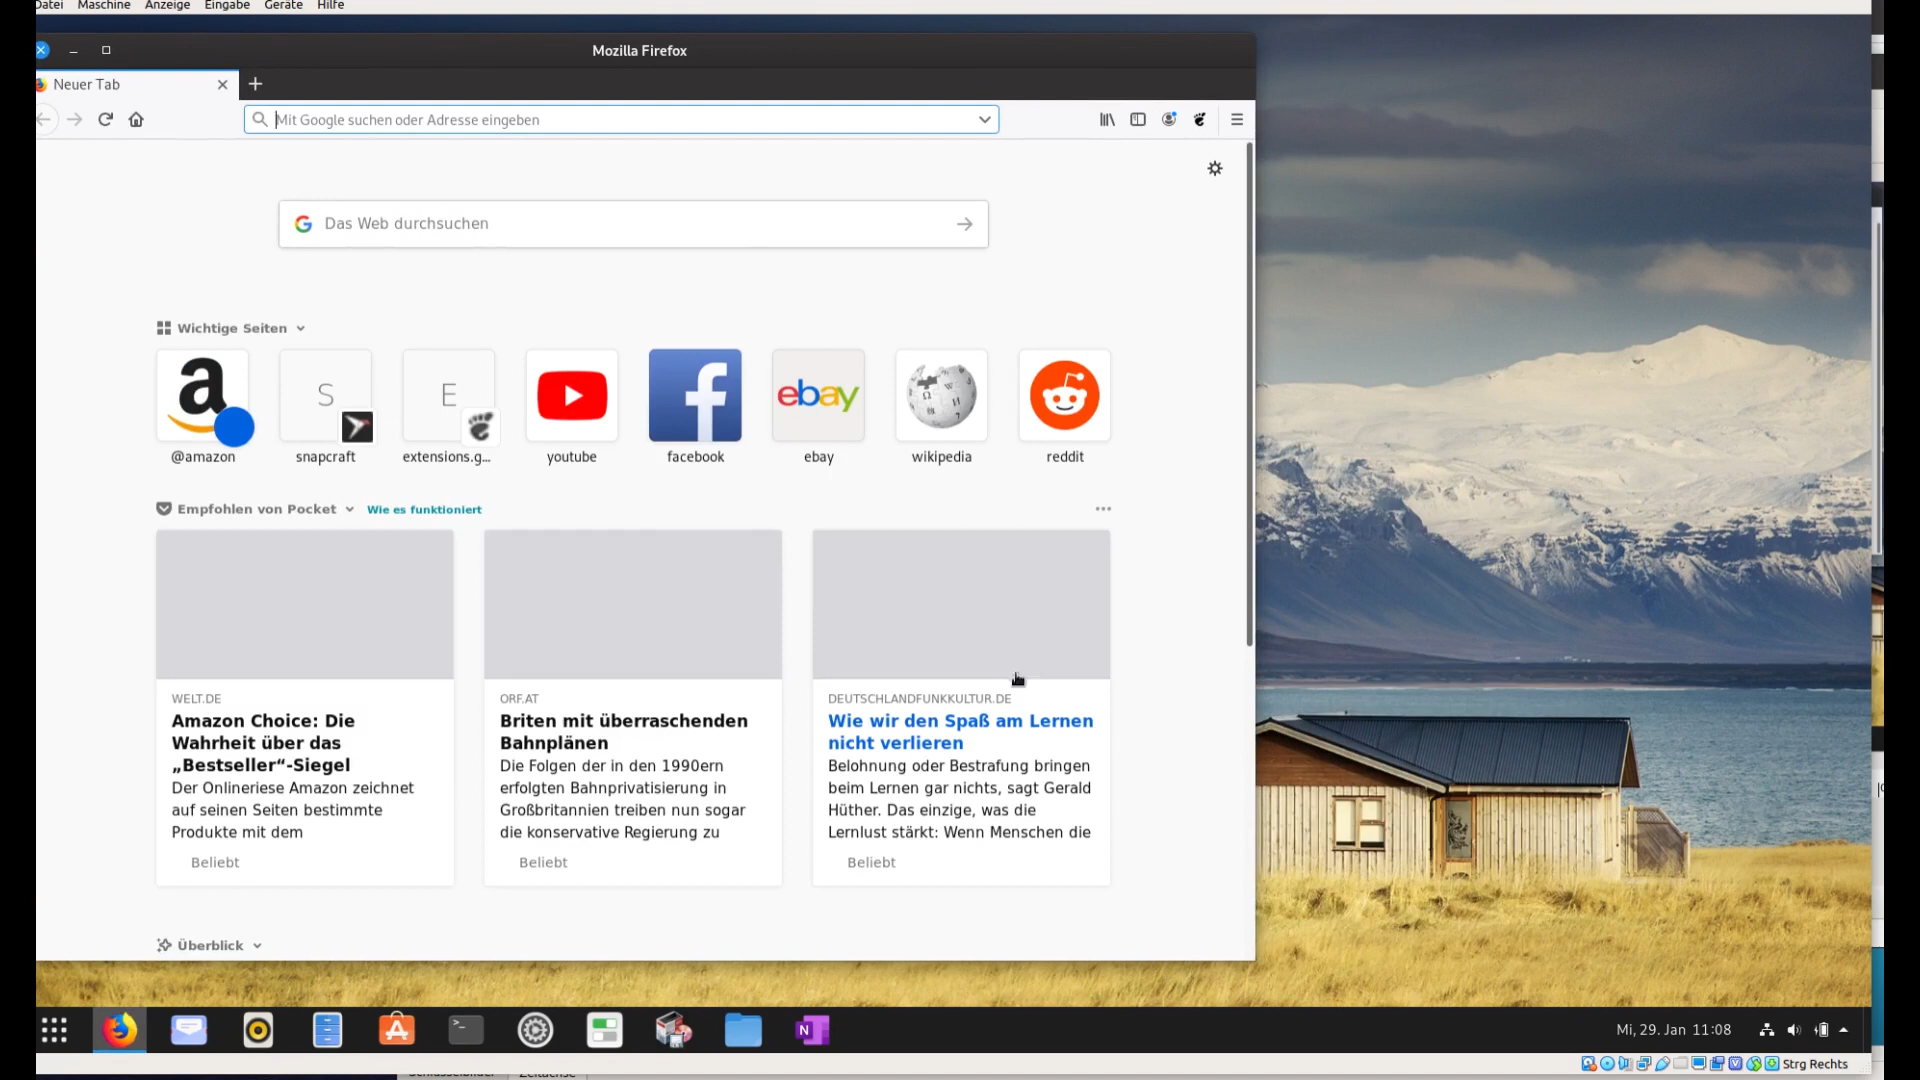 Datei Maschine Anzeige Eingabe Geräte Hilfe
Mozilla Firefox
Neuer Tab
Mit Google suchen oder Adresse eingeben
Das Web durchsuchen
Wichtige Seiten
a
S
E
f
ebay
@amazon
snapcraft
extensions.g...
youtube
facebook
ebay
wikipedia
reddit
Empfohlen von Pocket
Wie es funktioniert
WELT.DE
Amazon Choice: Die
Wahrheit über das
„Bestseller“-Siegel
Der Onlineriese Amazon zeichnet
auf seinen Seiten bestimmte
Produkte mit dem
Beliebt
ORF.AT
Briten mit überraschenden
Bahnplänen
Die Folgen der in den 1990ern
erfolgten Bahnprivatisierung in
Großbritannien treiben nun sogar
die konservative Regierung zu
Beliebt
DEUTSCHLANDFUNKKULTUR.DE
Wie wir den Spaß am Lernen
nicht verlieren
Belohnung oder Bestrafung bringen
beim Lernen gar nichts, sagt Gerald
Hüther. Das einzige, was die
Lernlust stärkt: Wenn Menschen die
Beliebt
Überblick
N
Mi, 29. Jan 11:08
Strg Rechts